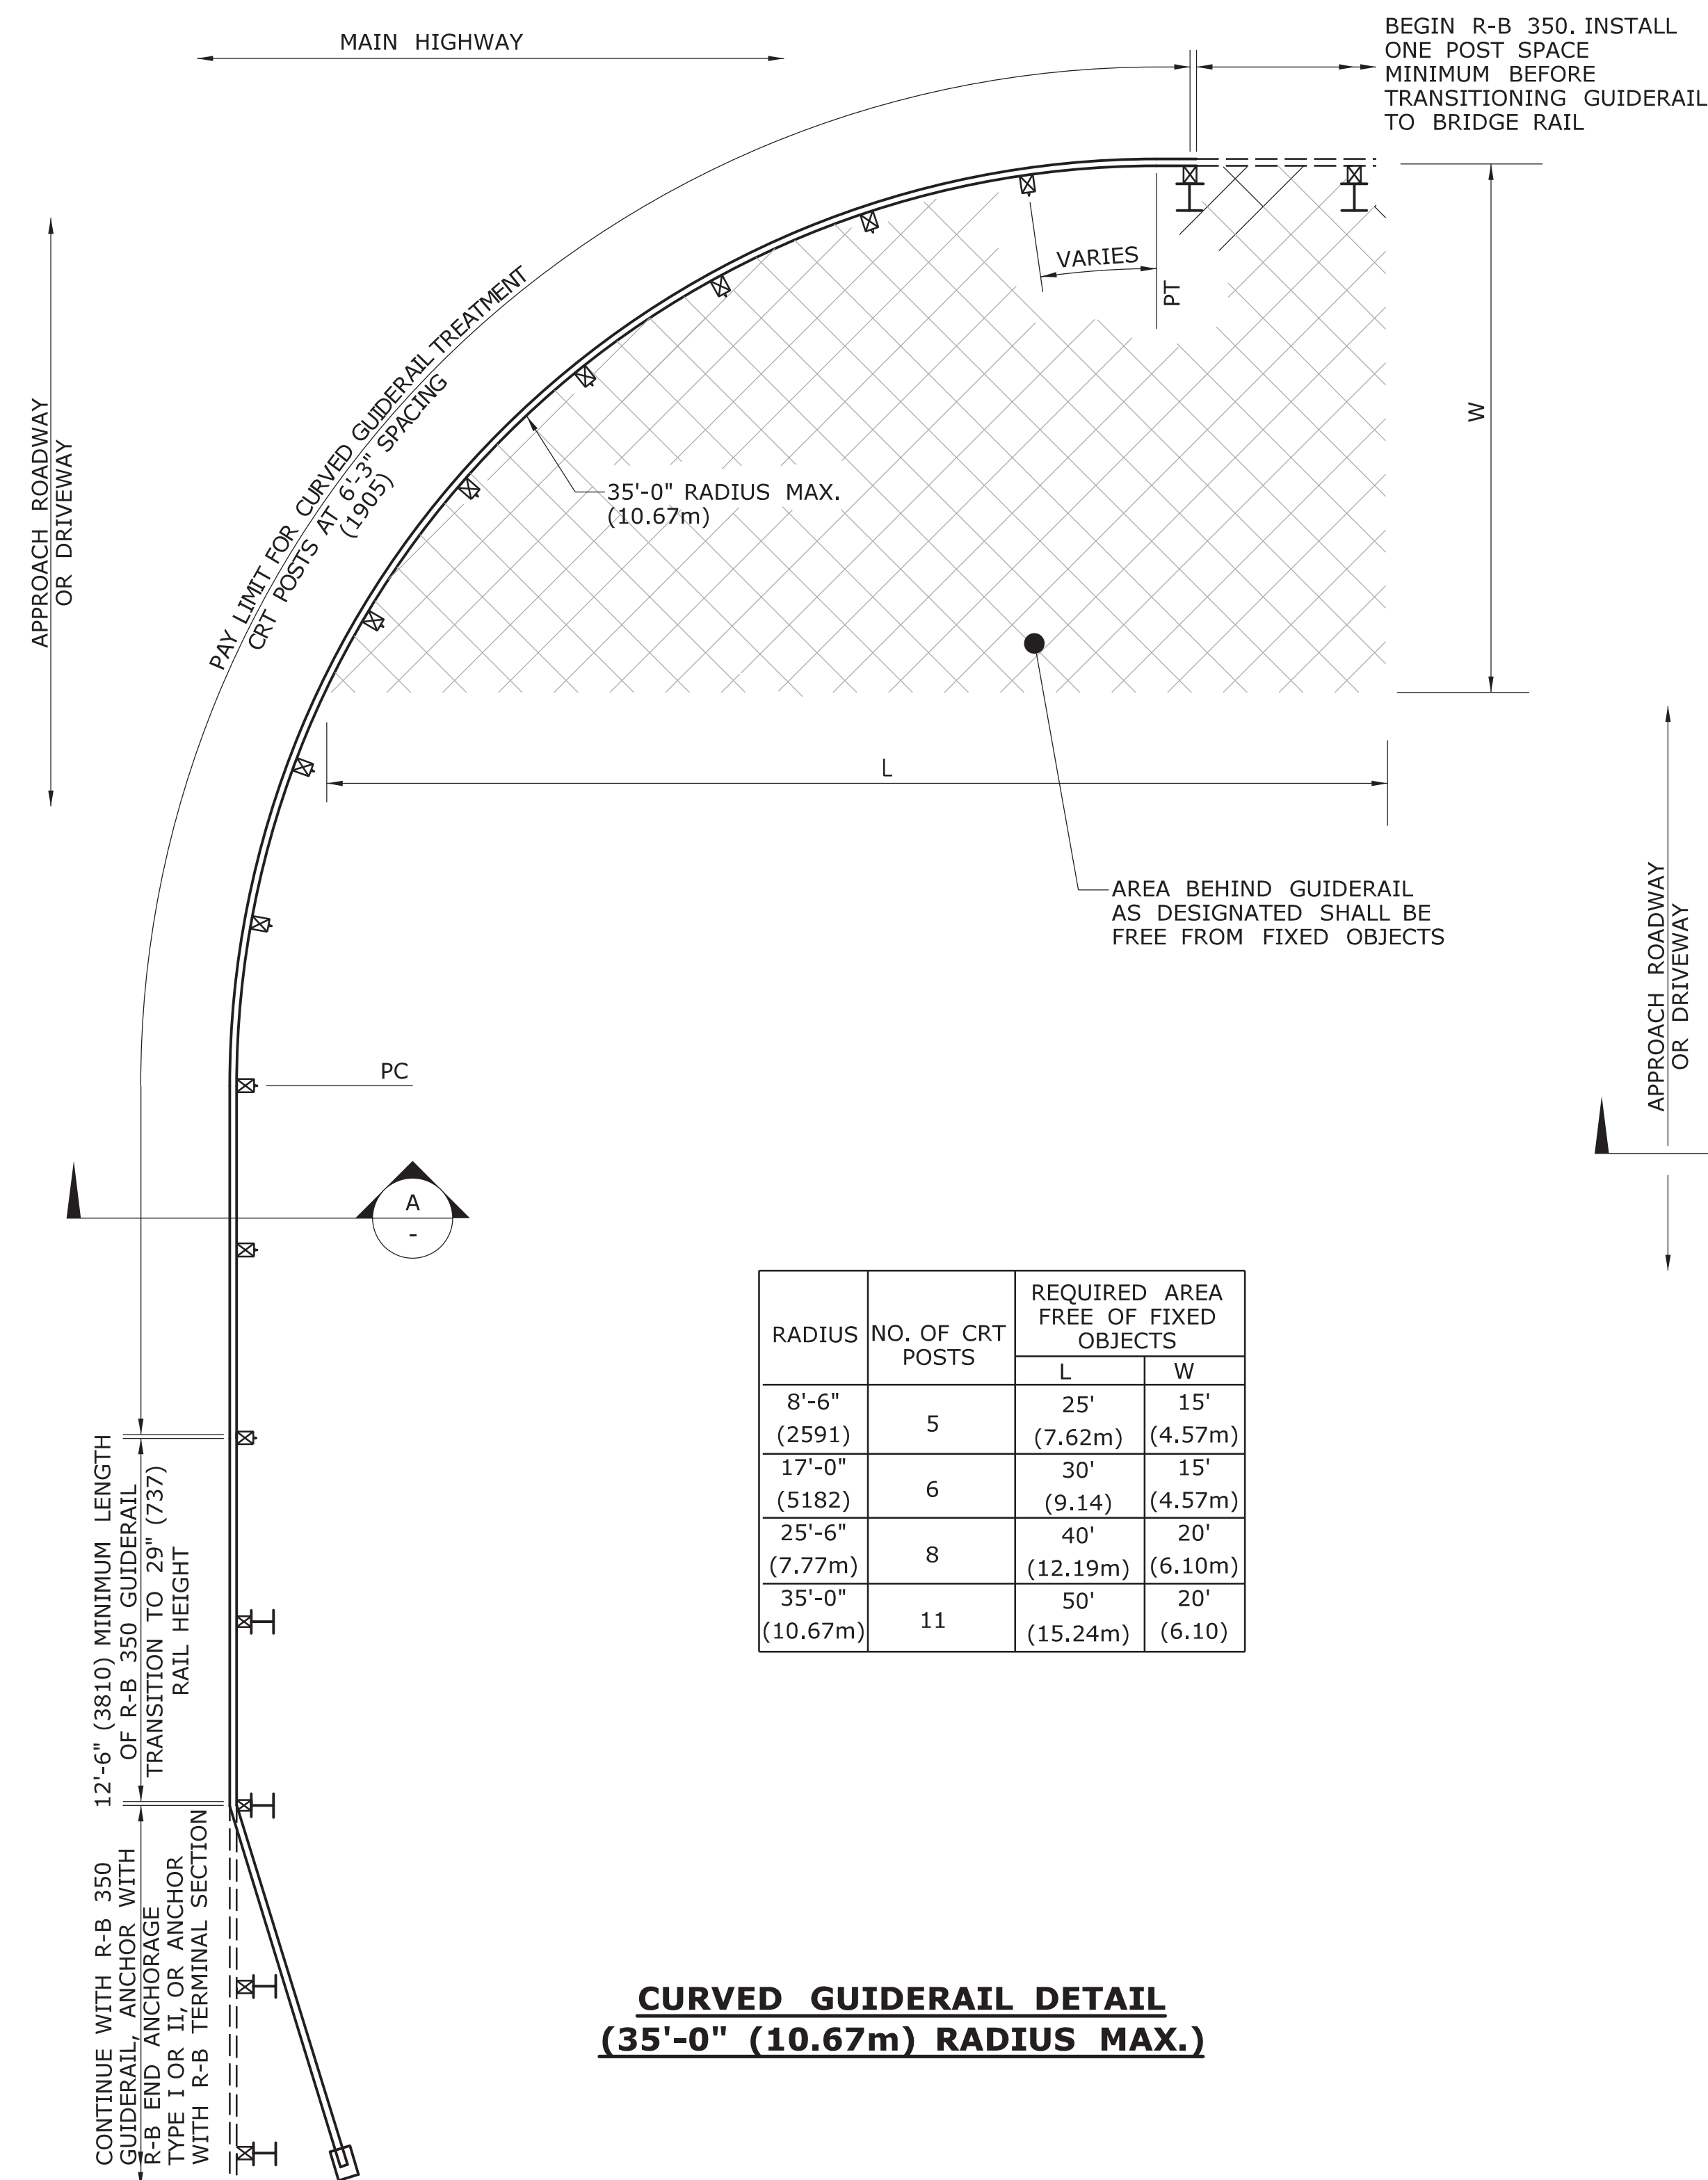 MAIN HIGHWAY
BEGIN R-B 350. INSTALL
ONE POST SPACE
MINIMUM BEFORE
TRANSITIONING GUIDERAIL
TO BRIDGE RAIL
APPROACH ROADWAY
OR DRIVEWAY
PAY LIMIT FOR CURVED GUIDERAIL TREATMENT
CRT POSTS AT 6'-3" SPACING
(1905)
VARIES
PT
W
35'-0" RADIUS MAX.
(10.67m)
L
AREA BEHIND GUIDERAIL
AS DESIGNATED SHALL BE
FREE FROM FIXED OBJECTS
APPROACH ROADWAY
OR DRIVEWAY
PC
A
-
RADIUS
NO. OF CRT
POSTS
REQUIRED AREA
FREE OF FIXED
OBJECTS
L W
8'-6" 25' 15'
(2591) 5 (7.62m) (4.57m)
17'-0" 30' 15'
(5182) 6 (9.14) (4.57m)
25'-6" 40' 20'
(7.77m) 8 (12.19m) (6.10m)
35'-0" 50' 20'
(10.67m) 11 (15.24m) (6.10)
12'-6" (3810) MINIMUM LENGTH
OF R-B 350 GUIDERAIL
TRANSITION TO 29" (737)
RAIL HEIGHT
CONTINUE WITH R-B 350
GUIDERAIL, ANCHOR WITH
R-B END ANCHORAGE
TYPE I OR II, OR ANCHOR
WITH R-B TERMINAL SECTION
CURVED GUIDERAIL DETAIL
(35'-0" (10.67m) RADIUS MAX.)